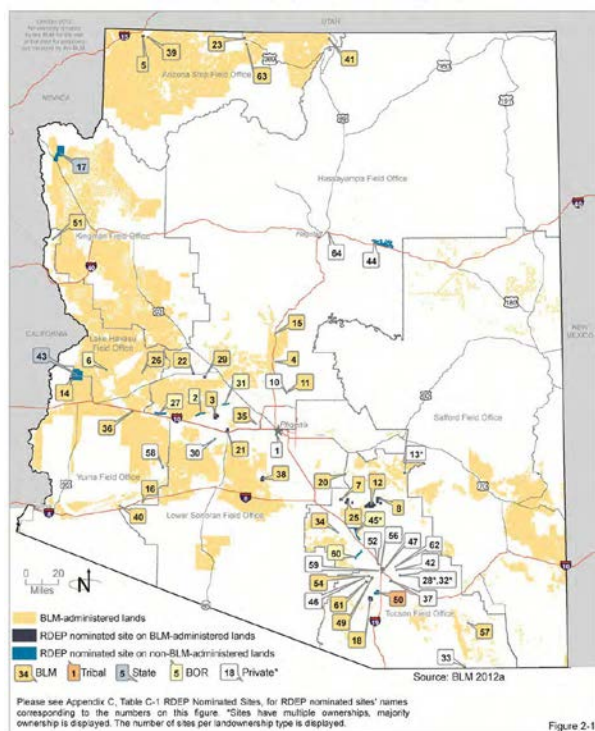 UTAH
15
39
23
41
5
63
Arizona Strip Field Office
NEVADA
17
Hassayampa Field Office
51
Kingman Field Office
40
Flagstaff
64
44
40
15
CALIFORNIA
Lake Havasu
Field Office
NEW
MEXICO
43
6
26
22
29
4
14
31
10
11
27
2
3
Safford Field Office
36
10
35
Phoenix
30
21
1
13*
58
38
Yuma Field Office
20
7
12
16
8
8
Lower Sonoran Field Office
40
34
25
45*
10
52
56
47
62
60
59
42
54
28*,32*
46
37
61
50
49
Tucson Field Office
57
18
19
33
0 20
Miles
N
BLM-administered lands
RDEP nominated site on BLM-administered lands
RDEP nominated site on non-BLM-administered lands
34 BLM 1 Tribal 5 State 5 BOR 18 Private*
Source: BLM 2012a
Please see Appendix C, Table C-1 RDEP Nominated Sites, for RDEP nominated sites' names
corresponding to the numbers on this figure. *Sites have multiple ownerships, majority
ownership is displayed. The number of sites per landownership type is displayed.
Figure 2-1